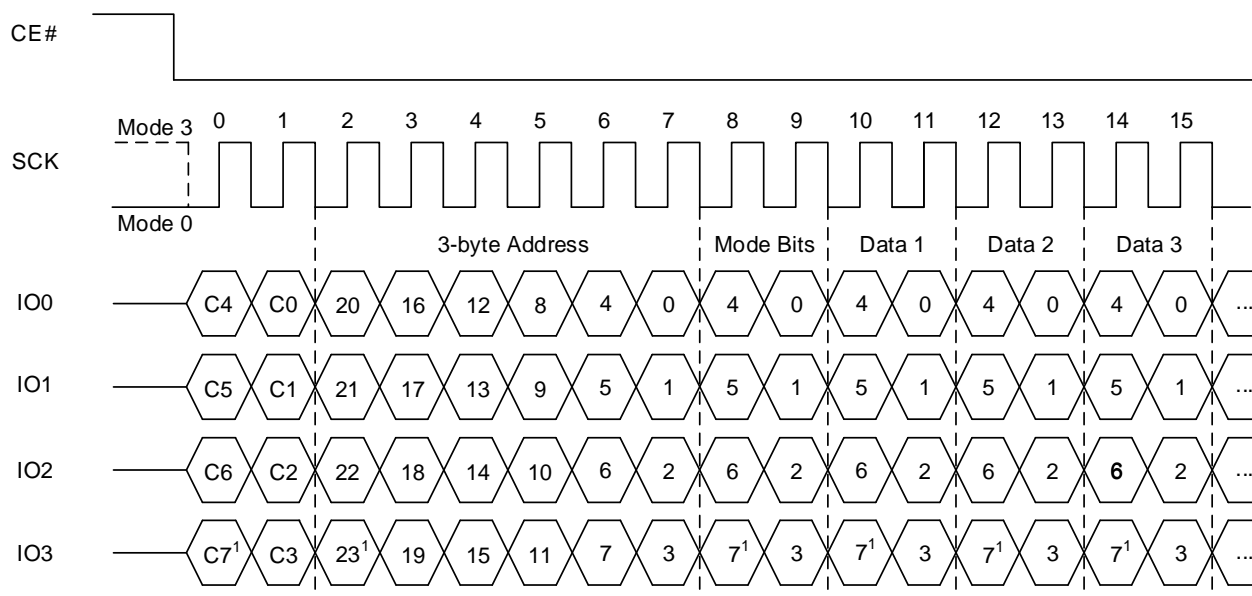 CE#
Mode 3 0 1 2 3 4 5 6 7 8 9 10 11 12 13 14 15
SCK
Mode 0
3-byte Address Mode Bits Data 1 Data 2 Data 3
IO0 C4 C0 20 16 12 8 4 0 4 0 4 0 4 0 4 0 ...
IO1 C5 C1 21 17 13 9 5 1 5 1 5 1 5 1 5 1 ...
IO2 C6 C2 22 18 14 10 6 2 6 2 6 2 6 2 6 2 ...
IO3 C7¹ C3 23¹ 19 15 11 7 3 7¹ 3 7¹ 3 7¹ 3 7¹ 3 ...